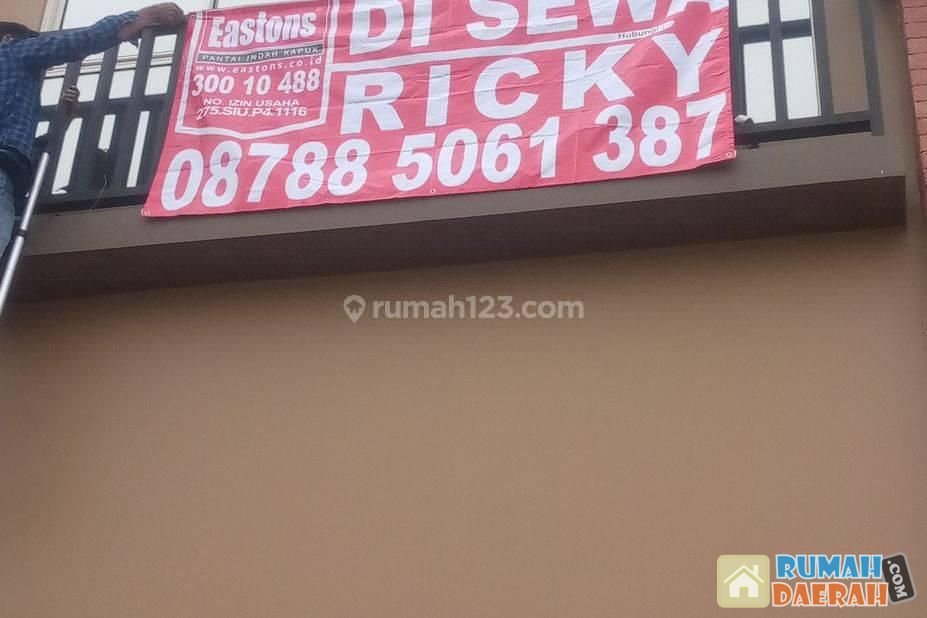 Eastons
PANTAI INDAH KAPUK
www.eastons.co.id
300 10 488
NO. IZIN USAHA
275.SIU.P4.1116
DI SEWA
Hubungi
RICKY
08788 5061 387
rumah123.com
RUMAH
DAERAH
.COM